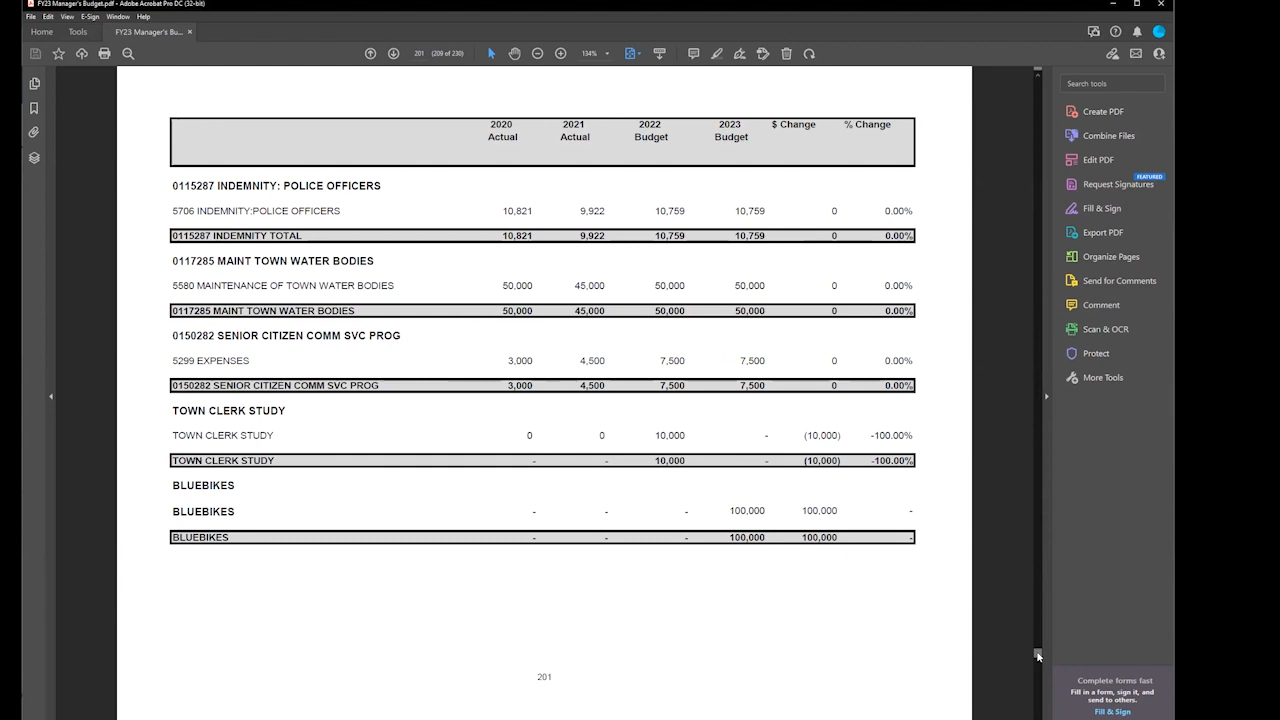 FY23 Manager's Budget.pdf - Adobe Acrobat Pro DC (32-bit)
File Edit View E-Sign Window Help
Home Tools FY23 Manager's Bu... ×
201 (209 of 230) 134%
Search tools
Create PDF
Combine Files
Edit PDF
FEATURED
Request Signatures
Fill & Sign
Export PDF
Organize Pages
Send for Comments
Comment
Scan & OCR
Protect
More Tools
Complete forms fast
Fill in a form, sign it, and
send to others.
Fill & Sign
2020 2021 2022 2023 $ Change % Change
Actual Actual Budget Budget
0115287 INDEMNITY: POLICE OFFICERS
5706 INDEMNITY:POLICE OFFICERS 10,821 9,922 10,759 10,759 0 0.00%
0115287 INDEMNITY TOTAL 10,821 9,922 10,759 10,759 0 0.00%
0117285 MAINT TOWN WATER BODIES
5580 MAINTENANCE OF TOWN WATER BODIES 50,000 45,000 50,000 50,000 0 0.00%
0117285 MAINT TOWN WATER BODIES 50,000 45,000 50,000 50,000 0 0.00%
0150282 SENIOR CITIZEN COMM SVC PROG
5299 EXPENSES 3,000 4,500 7,500 7,500 0 0.00%
0150282 SENIOR CITIZEN COMM SVC PROG 3,000 4,500 7,500 7,500 0 0.00%
TOWN CLERK STUDY
TOWN CLERK STUDY 0 0 10,000 - (10,000) -100.00%
TOWN CLERK STUDY - - 10,000 - (10,000) -100.00%
BLUEBIKES
BLUEBIKES - - - 100,000 100,000 -
BLUEBIKES - - - 100,000 100,000 -
201